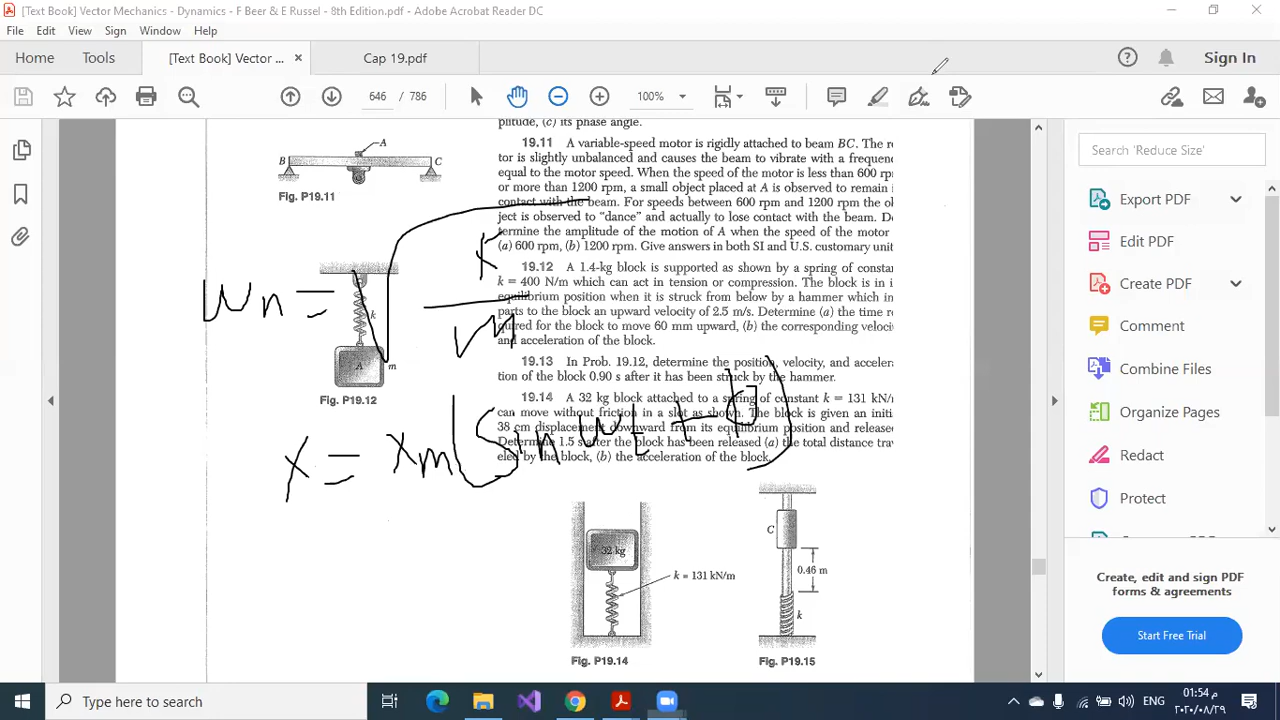 [Text Book] Vector Mechanics - Dynamics - F Beer & E Russel - 8th Edition.pdf - Adobe Acrobat Reader DC
File Edit View Sign Window Help
Home Tools [Text Book] Vector ... × Cap 19.pdf Sign In
646 / 786 100%
plitude, (c) its phase angle.
19.11 A variable-speed motor is rigidly attached to beam BC. The r
tor is slightly unbalanced and causes the beam to vibrate with a frequenc
equal to the motor speed. When the speed of the motor is less than 600 rp
or more than 1200 rpm, a small object placed at A is observed to remain i
contact with the beam. For speeds between 600 rpm and 1200 rpm the ol
ject is observed to “dance” and actually to lose contact with the beam. De
termine the amplitude of the motion of A when the speed of the motor
(a) 600 rpm, (b) 1200 rpm. Give answers in both SI and U.S. customary unit
B A C
Fig. P19.11
19.12 A 1.4-kg block is supported as shown by a spring of constar
k = 400 N/m which can act in tension or compression. The block is in i
equilibrium position when it is struck from below by a hammer which in
parts to the block an upward velocity of 2.5 m/s. Determine (a) the time r
quired for the block to move 60 mm upward, (b) the corresponding veloci
and acceleration of the block.
k
A m
Fig. P19.12
19.13 In Prob. 19.12, determine the position, velocity, and accelera
tion of the block 0.90 s after it has been struck by the hammer.
19.14 A 32 kg block attached to a spring of constant k = 131 kN/
can move without friction in a slot as shown. The block is given an initi
38 cm displacement downward from its equilibrium position and released
Determine 1.5 s after the block has been released (a) the total distance tra
eled by the block, (b) the acceleration of the block.
wn = √ K
m
x = xm (Sin wt + φ)
32 kg
k = 131 kN/m
Fig. P19.14
C
0.46 m
k
Fig. P19.15
Search 'Reduce Size'
Export PDF
Edit PDF
Create PDF
Comment
Combine Files
Organize Pages
Redact
Protect
Create, edit and sign PDF
forms & agreements
Start Free Trial
Type here to search
ENG
01:54 م
٢٠٢٠/٠٨/٢٩